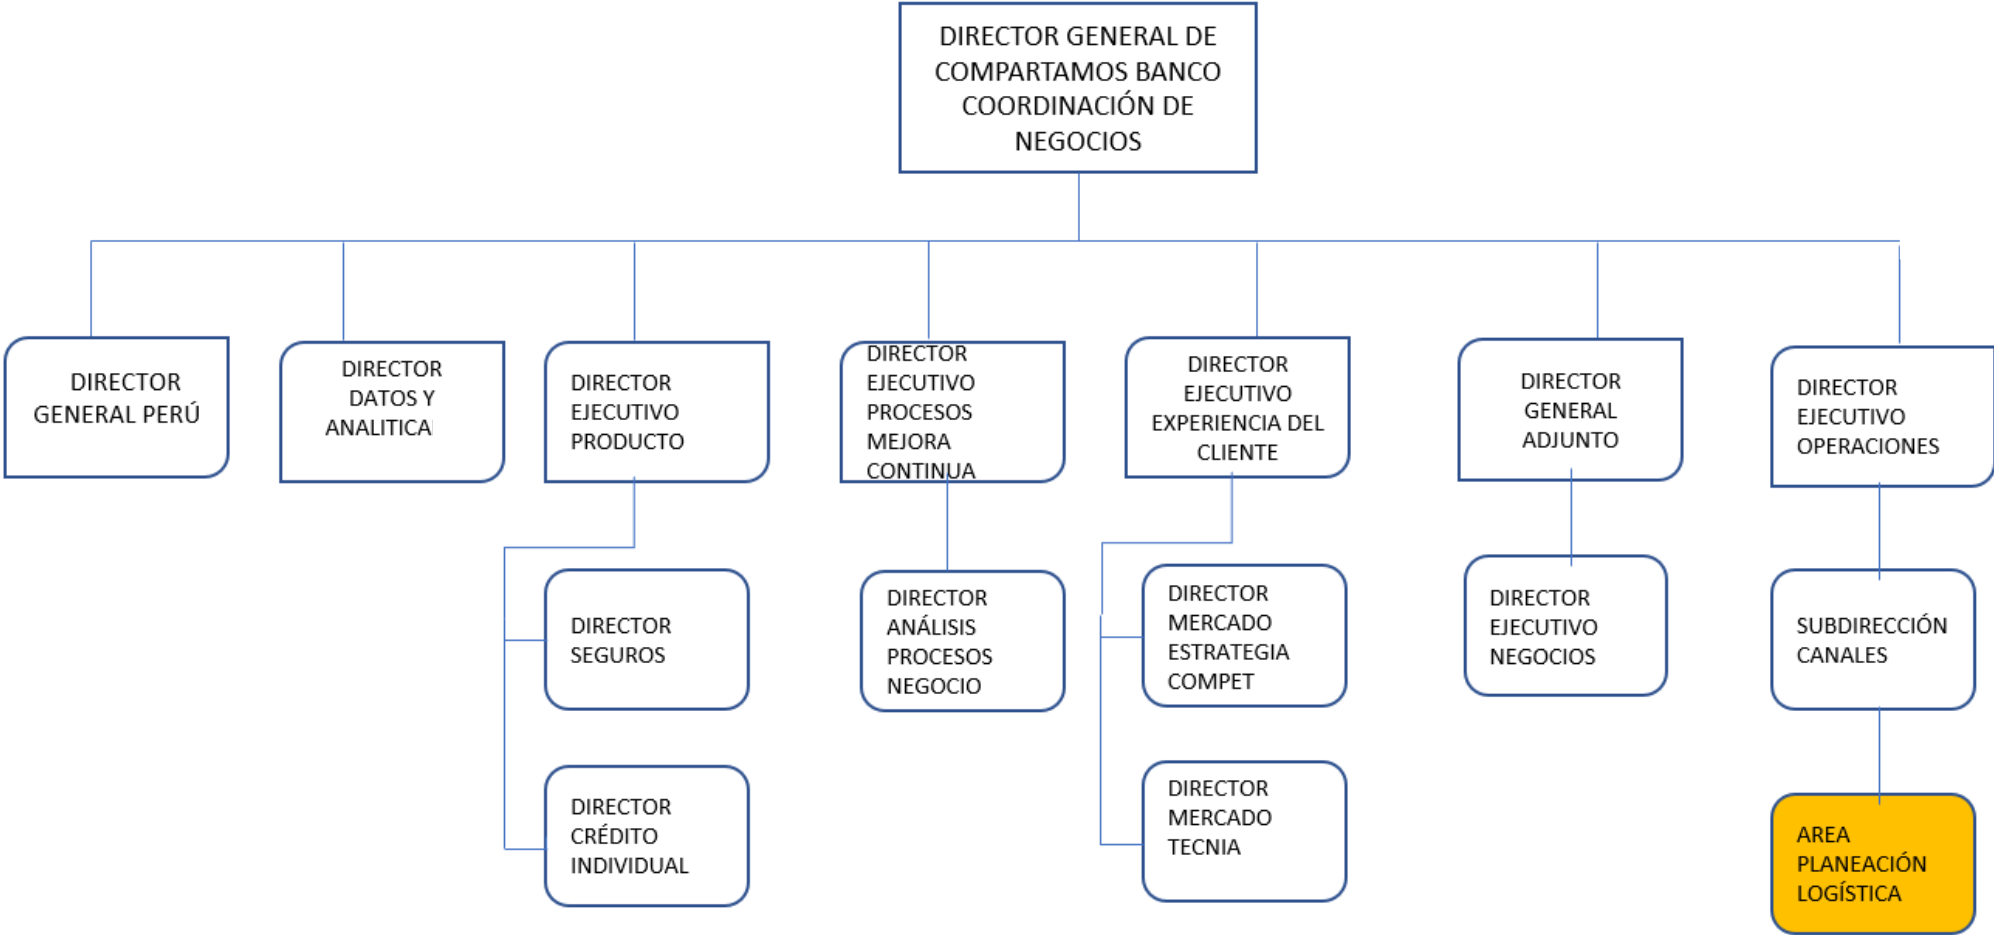 DIRECTOR GENERAL DE
COMPARTAMOS BANCO
COORDINACIÓN DE
NEGOCIOS
DIRECTOR
GENERAL PERÚ
DIRECTOR
DATOS Y
ANALITICA
DIRECTOR
EJECUTIVO
PRODUCTO
DIRECTOR
EJECUTIVO
PROCESOS
MEJORA
CONTINUA
DIRECTOR
EJECUTIVO
EXPERIENCIA DEL
CLIENTE
DIRECTOR
GENERAL
ADJUNTO
DIRECTOR
EJECUTIVO
OPERACIONES
DIRECTOR
SEGUROS
DIRECTOR
ANÁLISIS
PROCESOS
NEGOCIO
DIRECTOR
MERCADO
ESTRATEGIA
COMPET
DIRECTOR
EJECUTIVO
NEGOCIOS
SUBDIRECCIÓN
CANALES
DIRECTOR
CRÉDITO
INDIVIDUAL
DIRECTOR
MERCADO
TECNIA
AREA
PLANEACIÓN
LOGÍSTICA